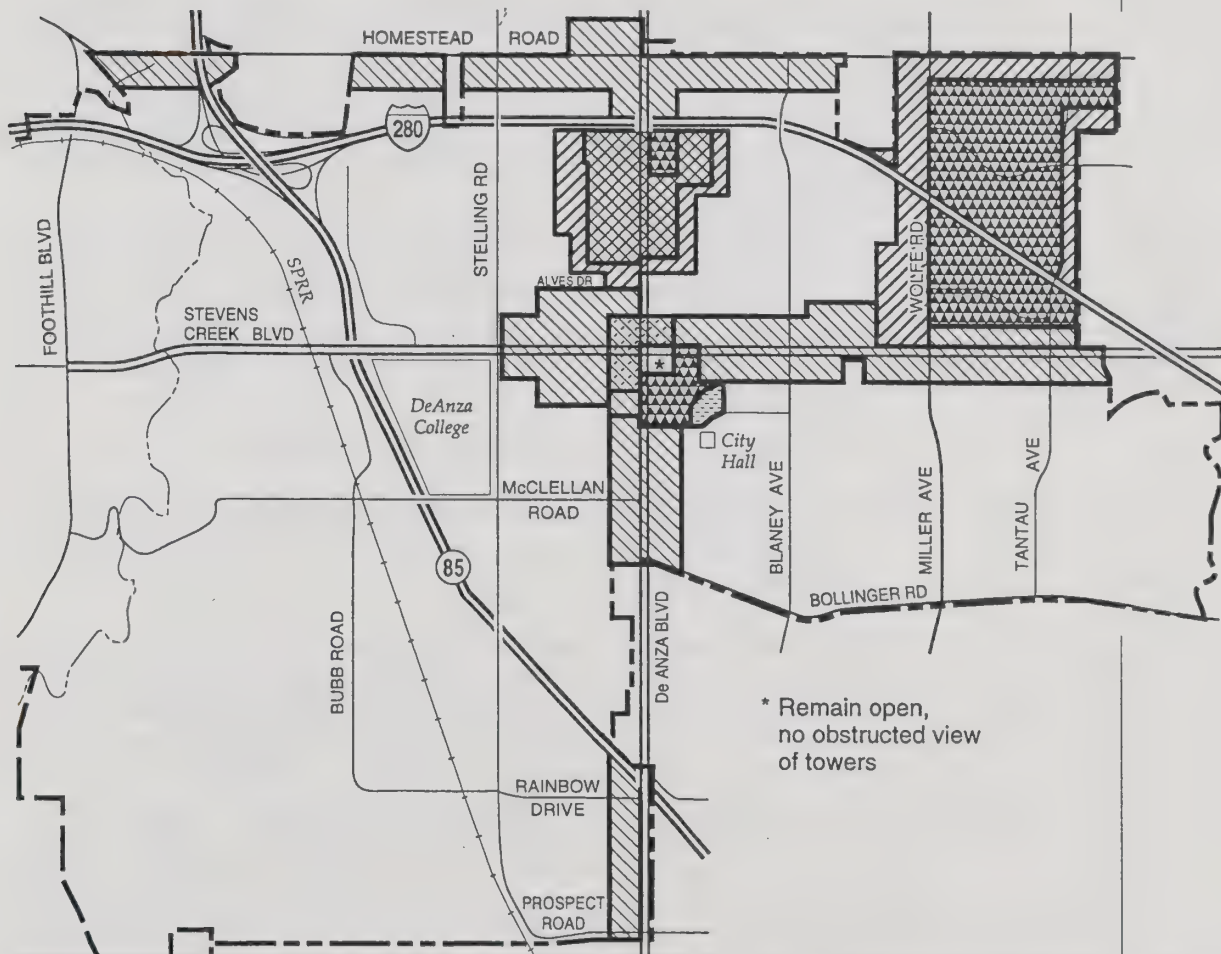 HOMESTEAD ROAD
280
STELLING RD
FOOTHILL BLVD
SPRR
WOLFE RD
ALVES DR
STEVENS
CREEK BLVD
*
DeAnza
College
City
Hall
McCLELLAN
ROAD
BLANEY AVE
MILLER AVE
TANTAU AVE
85
BOLLINGER RD
BUBB ROAD
De ANZA BLVD
* Remain open,
no obstructed view
of towers
RAINBOW
DRIVE
PROSPECT
ROAD